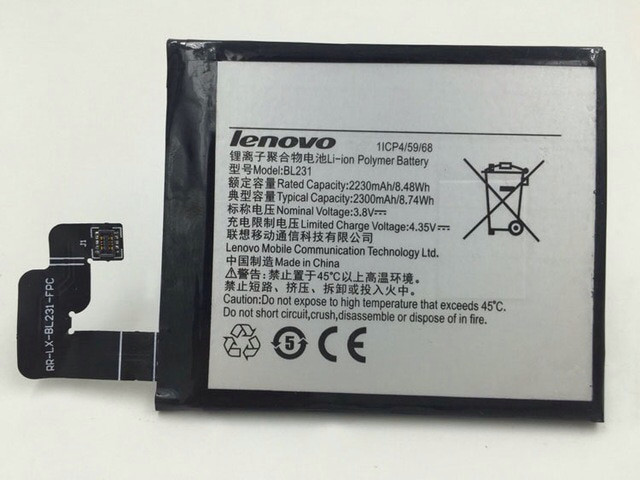 lenovo
1ICP4/59/68
锂离子聚合物电池Li-ion Polymer Battery
型号Model:BL231
额定容量Rated Capacity:2230mAh/8.48Wh
典型容量Typical Capacity:2300mAh/8.74Wh
标称电压Nominal Voltage:3.8V⎓
充电限制电压Limited Charge Voltage:4.35V⎓
联想移动通信科技有限公司
Lenovo Mobile Communication Technology Ltd.
中国制造Made in China
⚠警告:禁止置于45℃以上高温环境。
禁止短路、挤压、拆卸或投入火中。
Caution:Do not expose to high temperature that exceeds 45℃.
Do not short circuit,crush,disassemble or dispose of in fire.
5
CE
J1
RR-LX-BL231-FPC